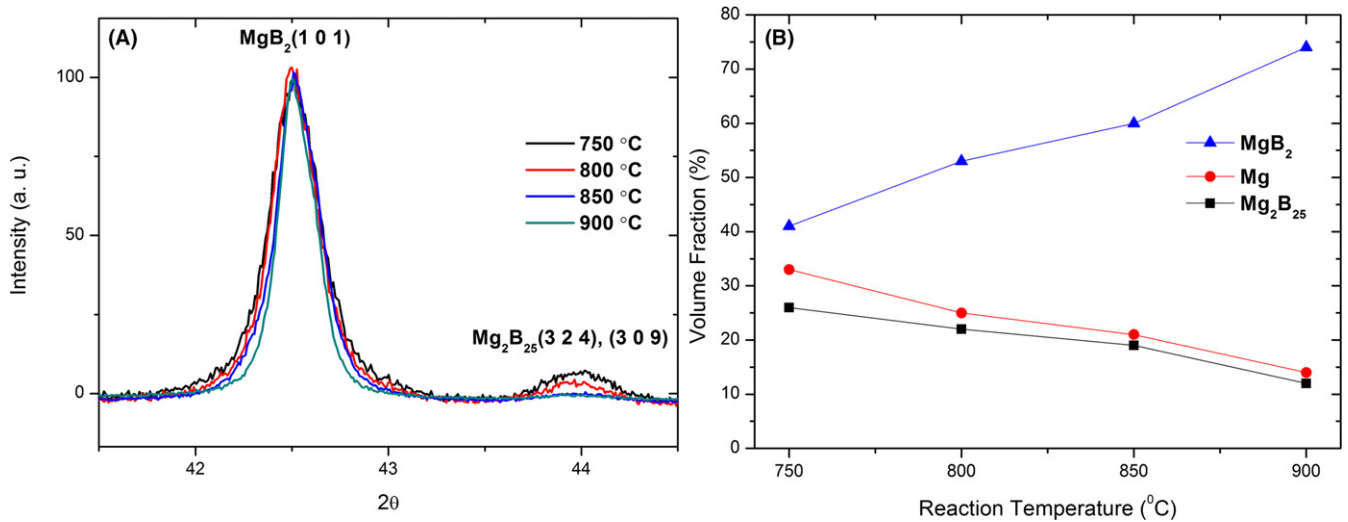 (A)
MgB₂(1 0 1)
100
50
0
Intensity (a. u.)
750 °C
800 °C
850 °C
900 °C
Mg₂B₂₅(3 2 4), (3 0 9)
42
43
44
2θ
(B)
80
70
60
50
40
30
20
10
0
Volume Fraction (%)
MgB₂
Mg
Mg₂B₂₅
750
800
850
900
Reaction Temperature (⁰C)